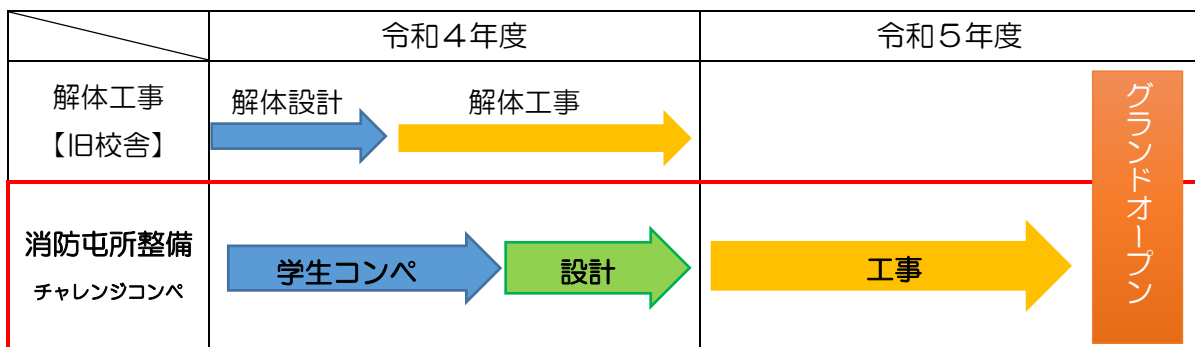 令和４年度
令和５年度
解体工事
【旧校舎】
解体設計
解体工事
消防屯所整備
チャレンジコンペ
学生コンペ
設計
工事
グランドオープン